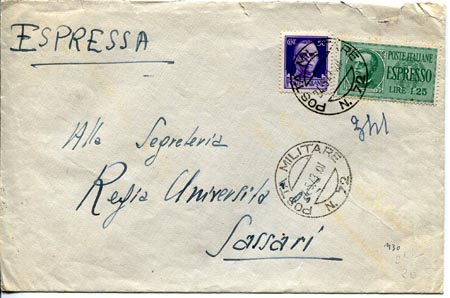 ESPRESSA
POSTE ITALIANE
ESPRESSO
LIRE 1.25
POSTA MILITARE
N. 72
Alla Segreteria
POSTA MILITARE
N. 72
Regia Università
Sassari